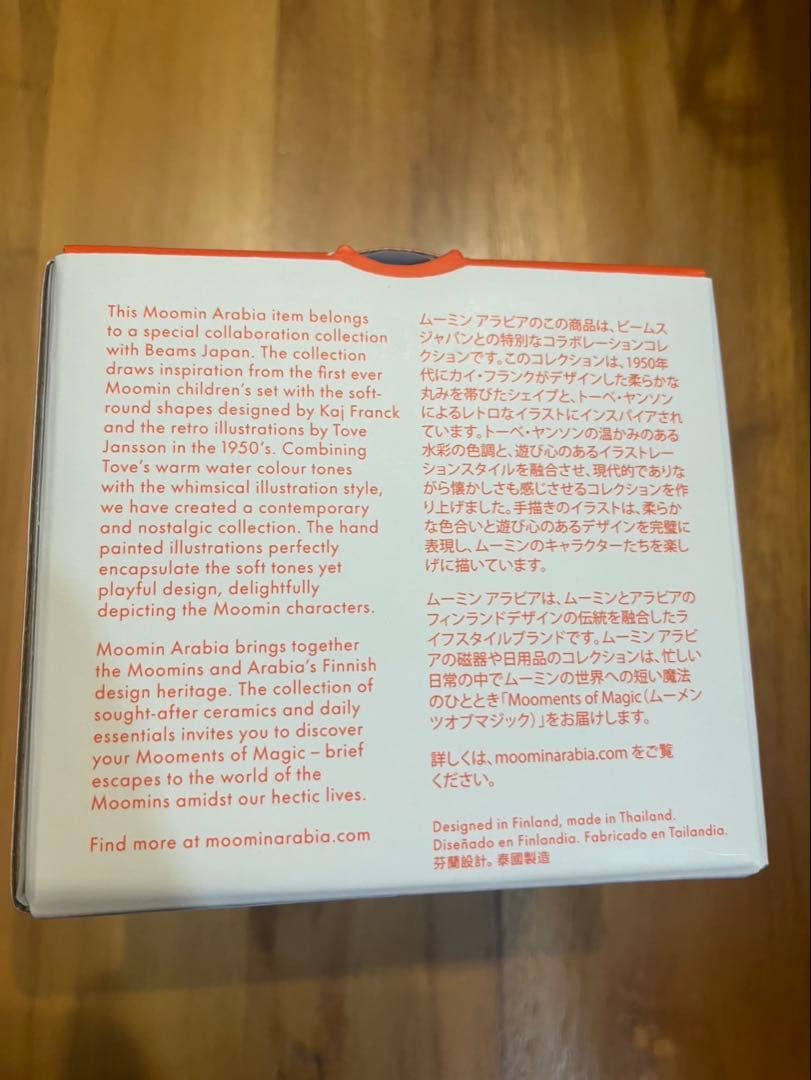 This Moomin Arabia item belongs
to a special collaboration collection
with Beams Japan. The collection
draws inspiration from the first ever
Moomin children's set with the soft-
round shapes designed by Kaj Franck
and the retro illustrations by Tove
Jansson in the 1950's. Combining
Tove's warm water colour tones
with the whimsical illustration style,
we have created a contemporary
and nostalgic collection. The hand
painted illustrations perfectly
encapsulate the soft tones yet
playful design, delightfully
depicting the Moomin characters.
Moomin Arabia brings together
the Moomins and Arabia's Finnish
design heritage. The collection of
sought-after ceramics and daily
essentials invites you to discover
your Mooments of Magic – brief
escapes to the world of the
Moomins amidst our hectic lives.
Find more at moominarabia.com
ムーミン アラビアのこの商品は、ビームス
ジャパンとの特別なコラボレーションコレ
クションです。このコレクションは、1950年
代にカイ・フランクがデザインした柔らかな
丸みを帯びたシェイプと、トーベ・ヤンソン
によるレトロなイラストにインスパイアされ
ています。トーベ・ヤンソンの温かみのある
水彩の色調と、遊び心のあるイラストレー
ションスタイルを融合させ、現代的でありな
がら懐かしさも感じさせるコレクションを作
り上げました。手描きのイラストは、柔らか
な色合いと遊び心のあるデザインを完璧に
表現し、ムーミンのキャラクターたちを楽し
げに描いています。
ムーミン アラビアは、ムーミンとアラビアの
フィンランドデザインの伝統を融合したラ
イフスタイルブランドです。ムーミン アラビ
アの磁器や日用品のコレクションは、忙しい
日常の中でムーミンの世界への短い魔法
のひととき「Mooments of Magic（ムーメン
ツオブマジック）」をお届けします。
詳しくは、moominarabia.com をご覧
ください。
Designed in Finland, made in Thailand.
Diseñado en Finlandia. Fabricado en Tailandia.
芬蘭設計。泰國製造